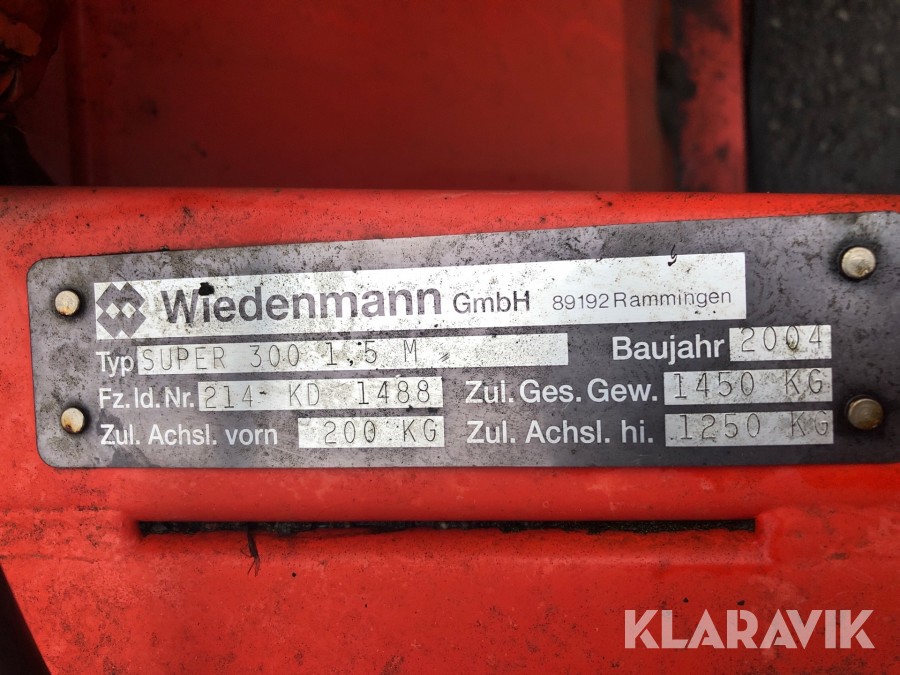 Wiedenmann GmbH 89192 Rammingen
Typ SUPER 300 1,5 M Baujahr 2004
Fz. Id. Nr. 214 KD 1488 Zul. Ges. Gew. 1450 KG
Zul. Achsl. vorn 200 KG Zul. Achsl. hi. 1250 KG
KLARAVIK